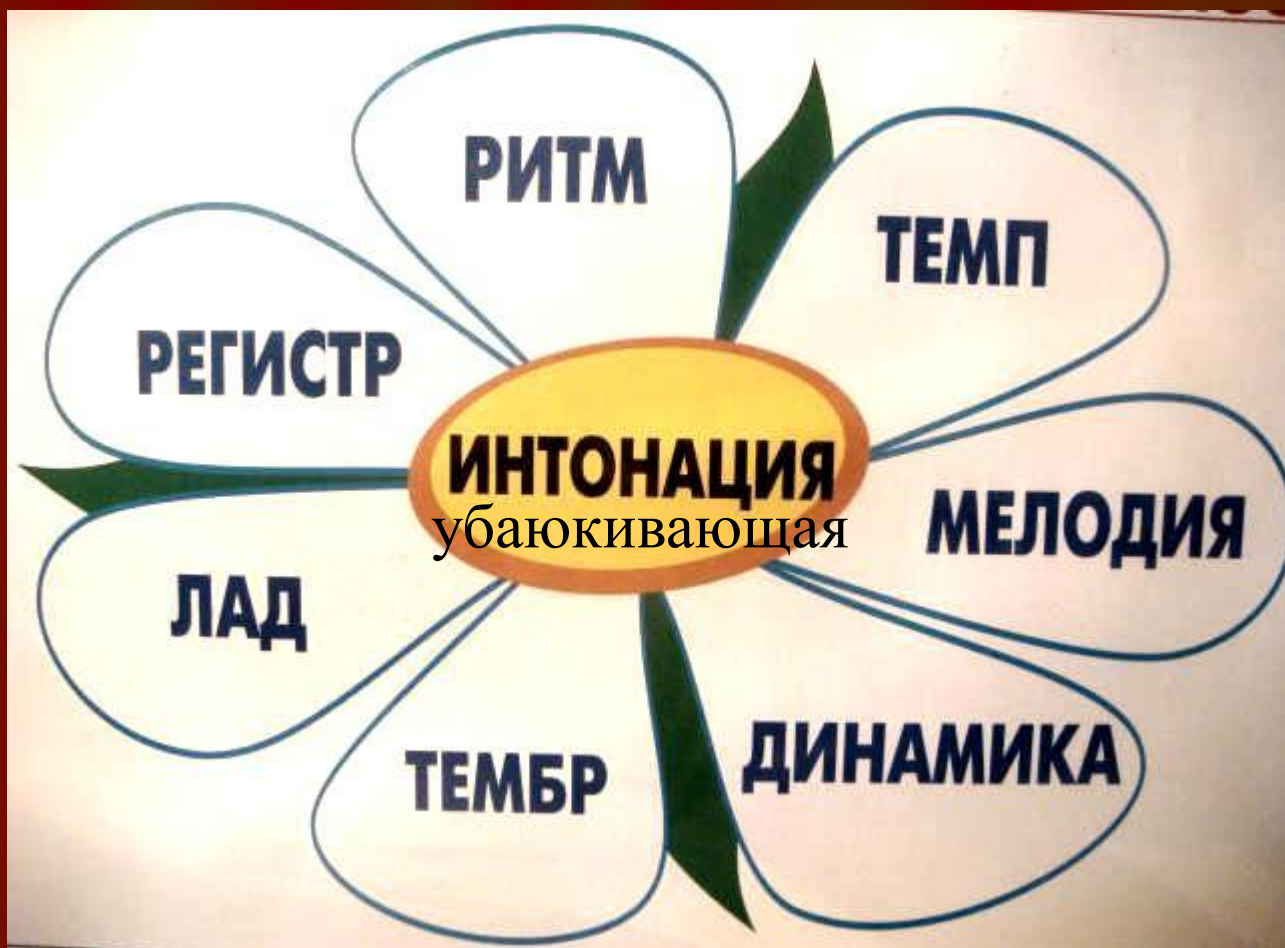 РИТМ
ТЕМП
РЕГИСТР
ИНТОНАЦИЯ
убаюкивающая
МЕЛОДИЯ
ЛАД
ТЕМБР
ДИНАМИКА